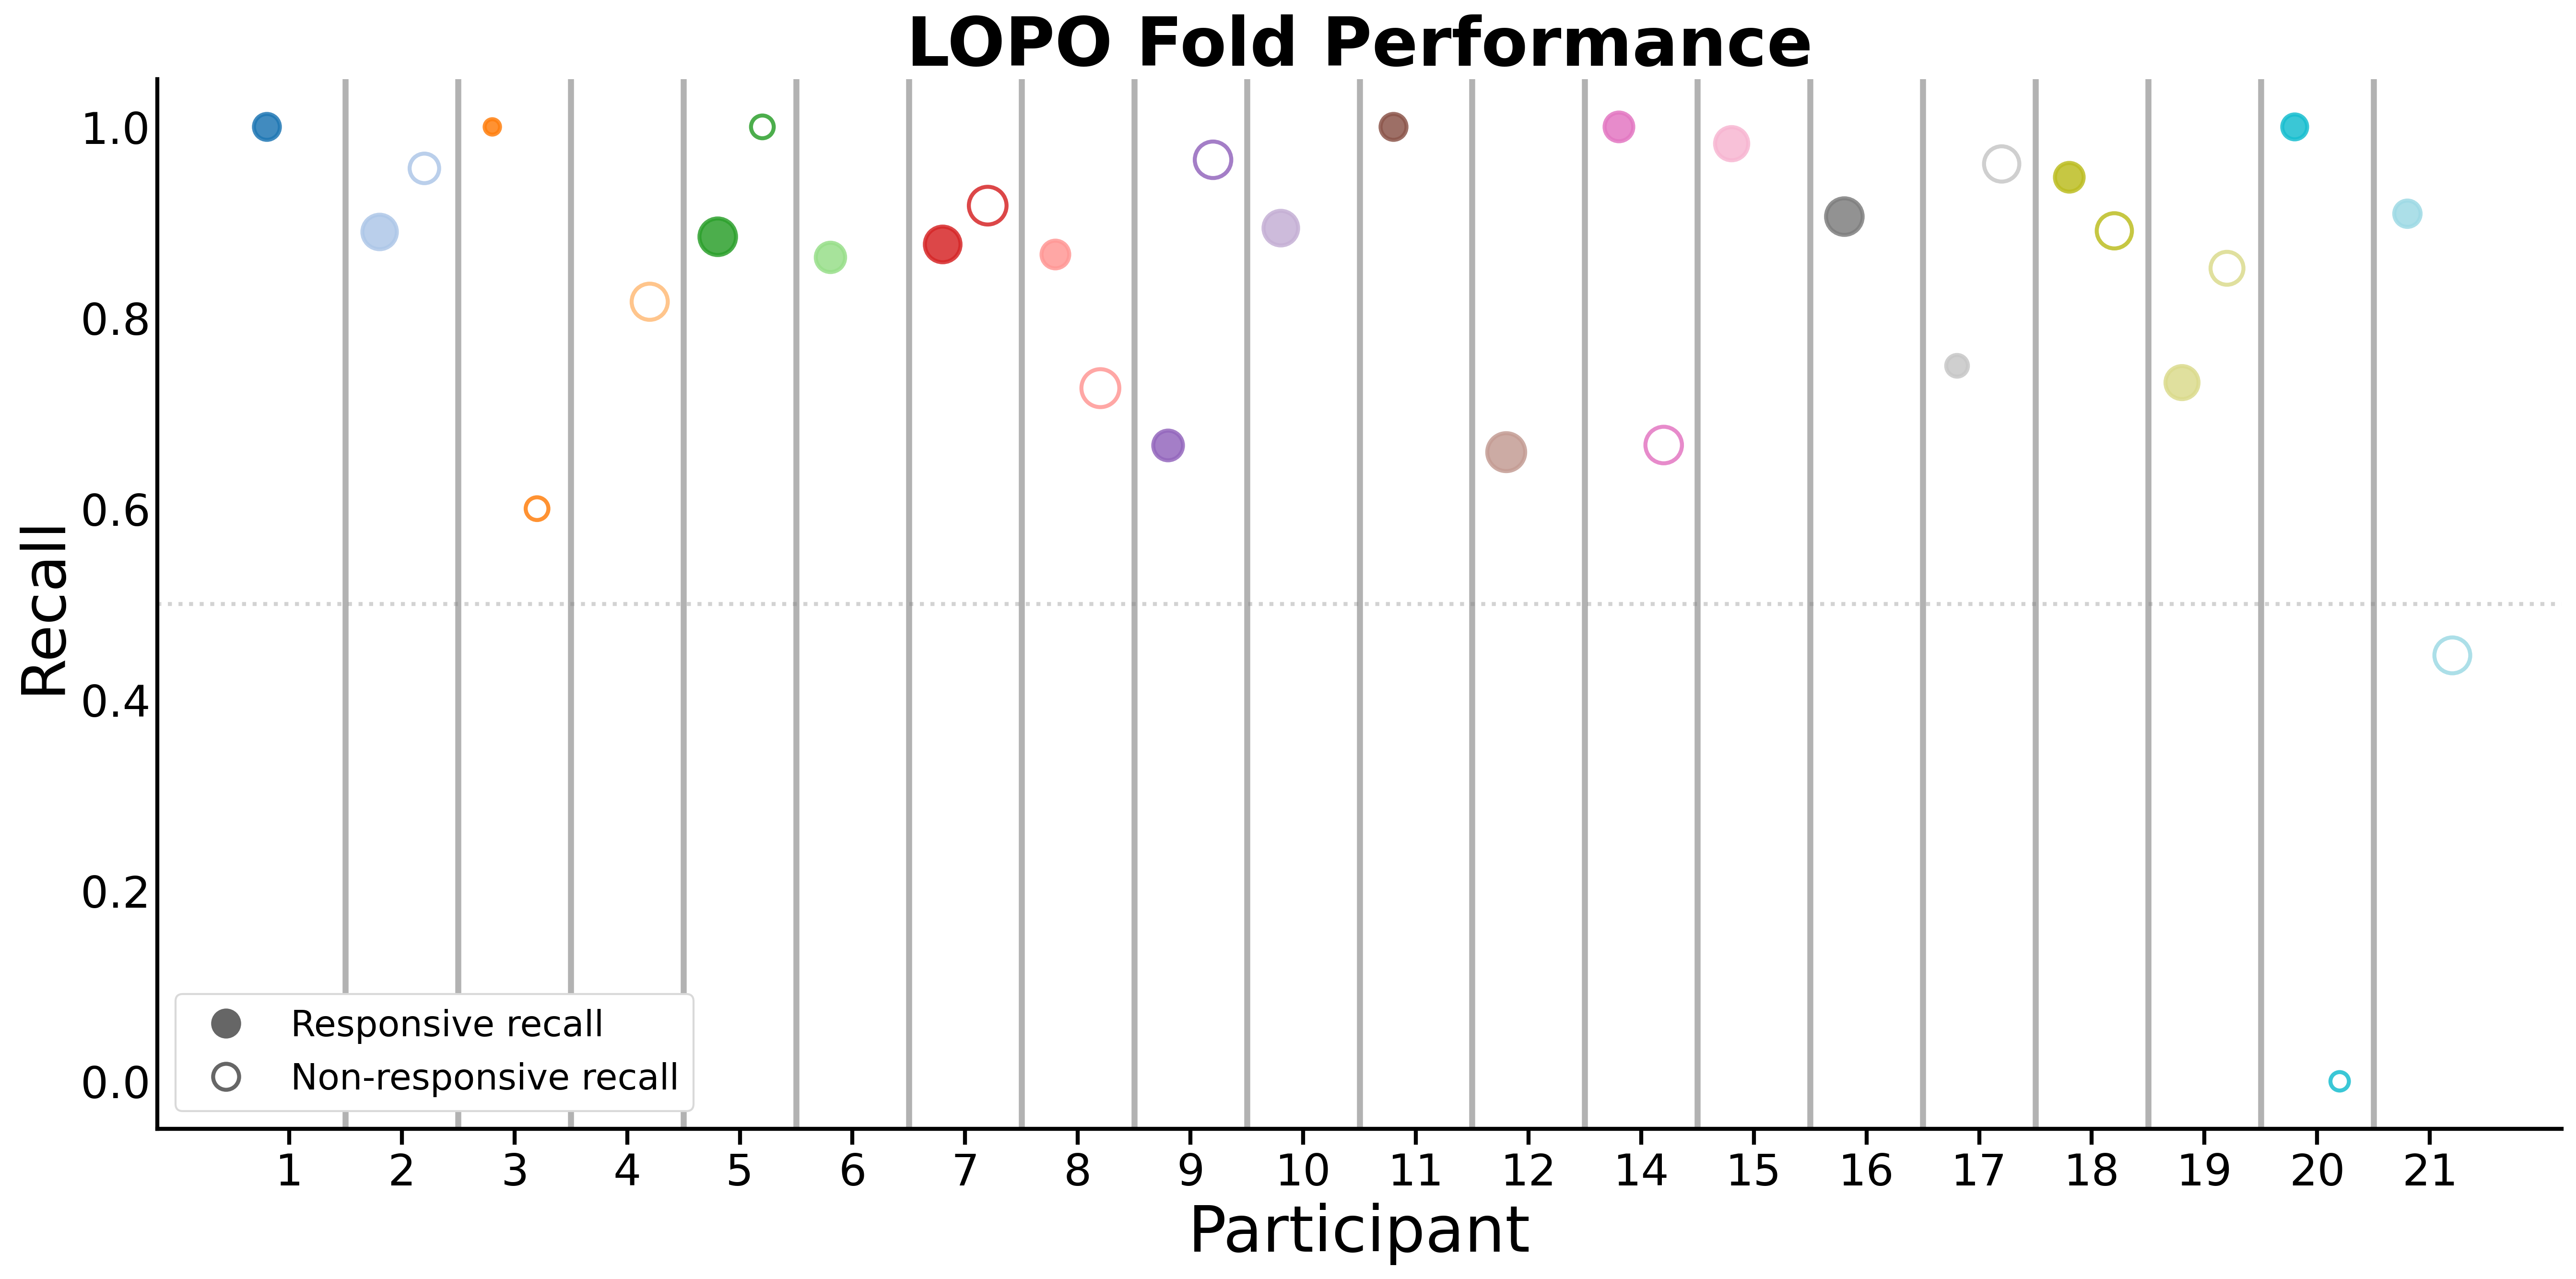 LOPO Fold Performance
Recall
1.0
0.8
0.6
0.4
0.2
0.0
Responsive recall
Non-responsive recall
1 2 3 4 5 6 7 8 9 10 11 12 14 15 16 17 18 19 20 21
Participant